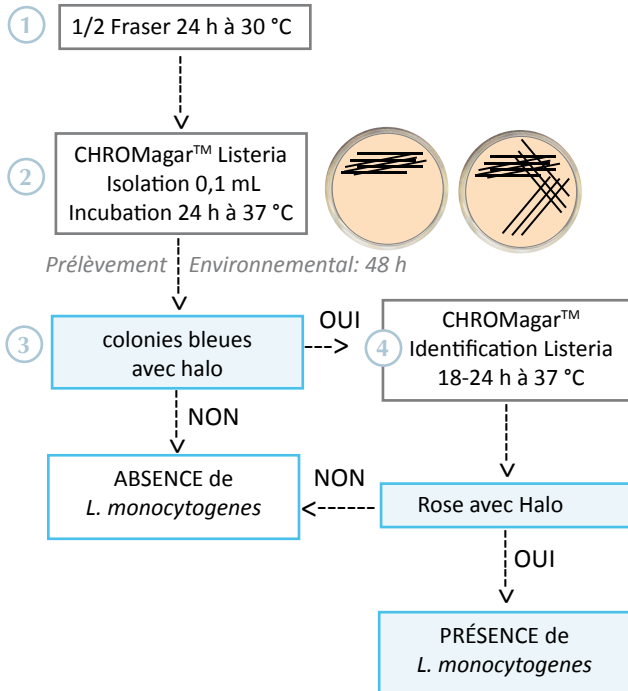 1
1/2 Fraser 24 h à 30 °C
2
CHROMagar™ Listeria
Isolation 0,1 mL
Incubation 24 h à 37 °C
Prélèvement Environnemental: 48 h
3
colonies bleues
avec halo
OUI
4
CHROMagar™
Identification Listeria
18-24 h à 37 °C
NON
ABSENCE de
L. monocytogenes
NON
Rose avec Halo
OUI
PRÉSENCE de
L. monocytogenes